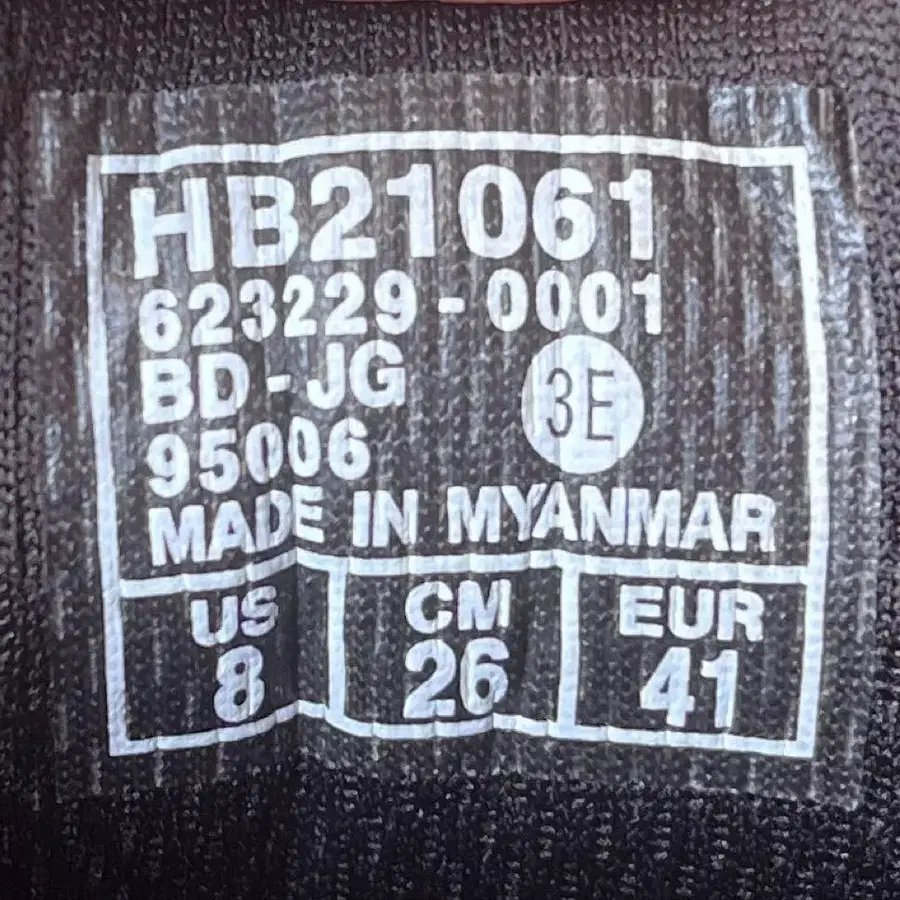 HB21061
623229-0001
BD-JG
3E
95006
MADE IN MYANMAR
US CM EUR
8 26 41